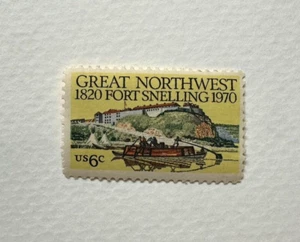 GREAT NORTHWEST
1820 FORT SNELLING 1970
US 6c